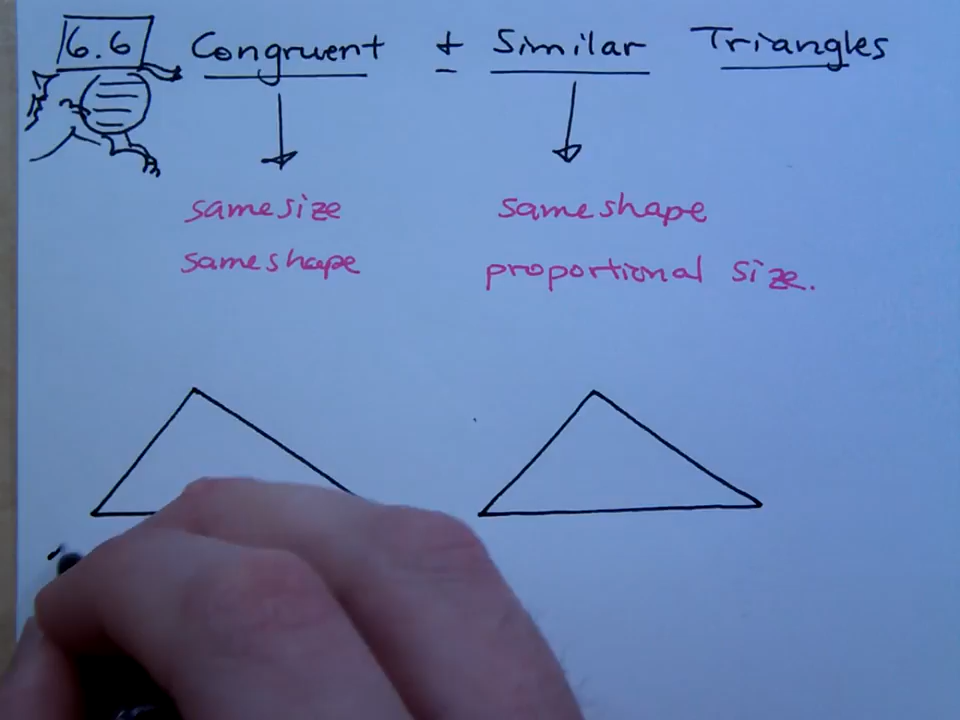 6.6 Congruent + Similar Triangles
same size
same shape
same shape
proportional size.